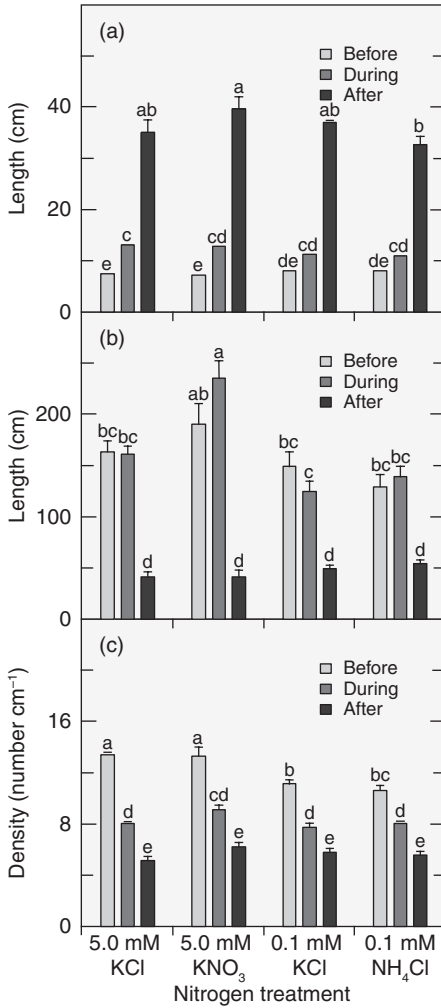 (a)
Before
During
After
Length (cm)
40
20
0
e
c
ab
e
cd
a
de
cd
ab
de
cd
b
(b)
Before
During
After
Length (cm)
200
100
0
bc
bc
d
ab
a
d
bc
c
d
bc
bc
d
(c)
Before
During
After
Density (number cm⁻¹)
16
8
0
a
d
e
a
cd
e
b
d
e
bc
d
e
5.0 mM 5.0 mM 0.1 mM 0.1 mM
KCl KNO₃ KCl NH₄Cl
Nitrogen treatment